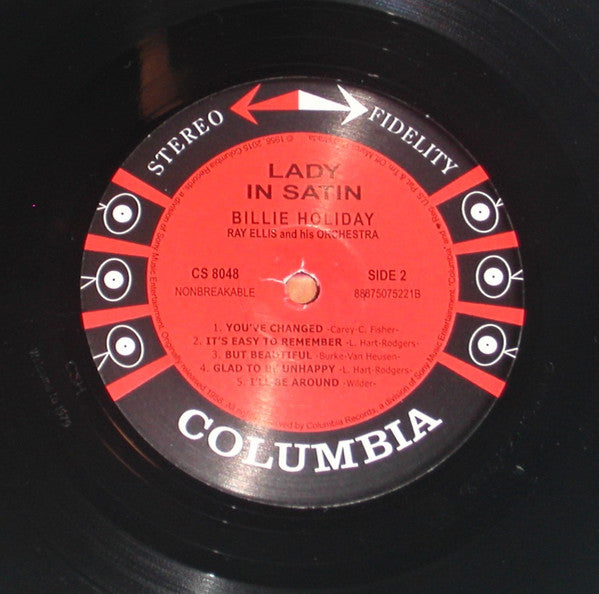 STEREO FIDELITY
LADY
IN SATIN
BILLIE HOLIDAY
RAY ELLIS and his ORCHESTRA
CS 8048 SIDE 2
NONBREAKABLE 88875075221B
1. YOU'VE CHANGED -Carey-C. Fisher-
2. IT'S EASY TO REMEMBER -L. Hart-Rodgers-
3. BUT BEAUTIFUL -Burke-Van Heusen-
4. GLAD TO BE UNHAPPY -L. Hart-Rodgers-
5. I'LL BE AROUND -Wilder-
COLUMBIA